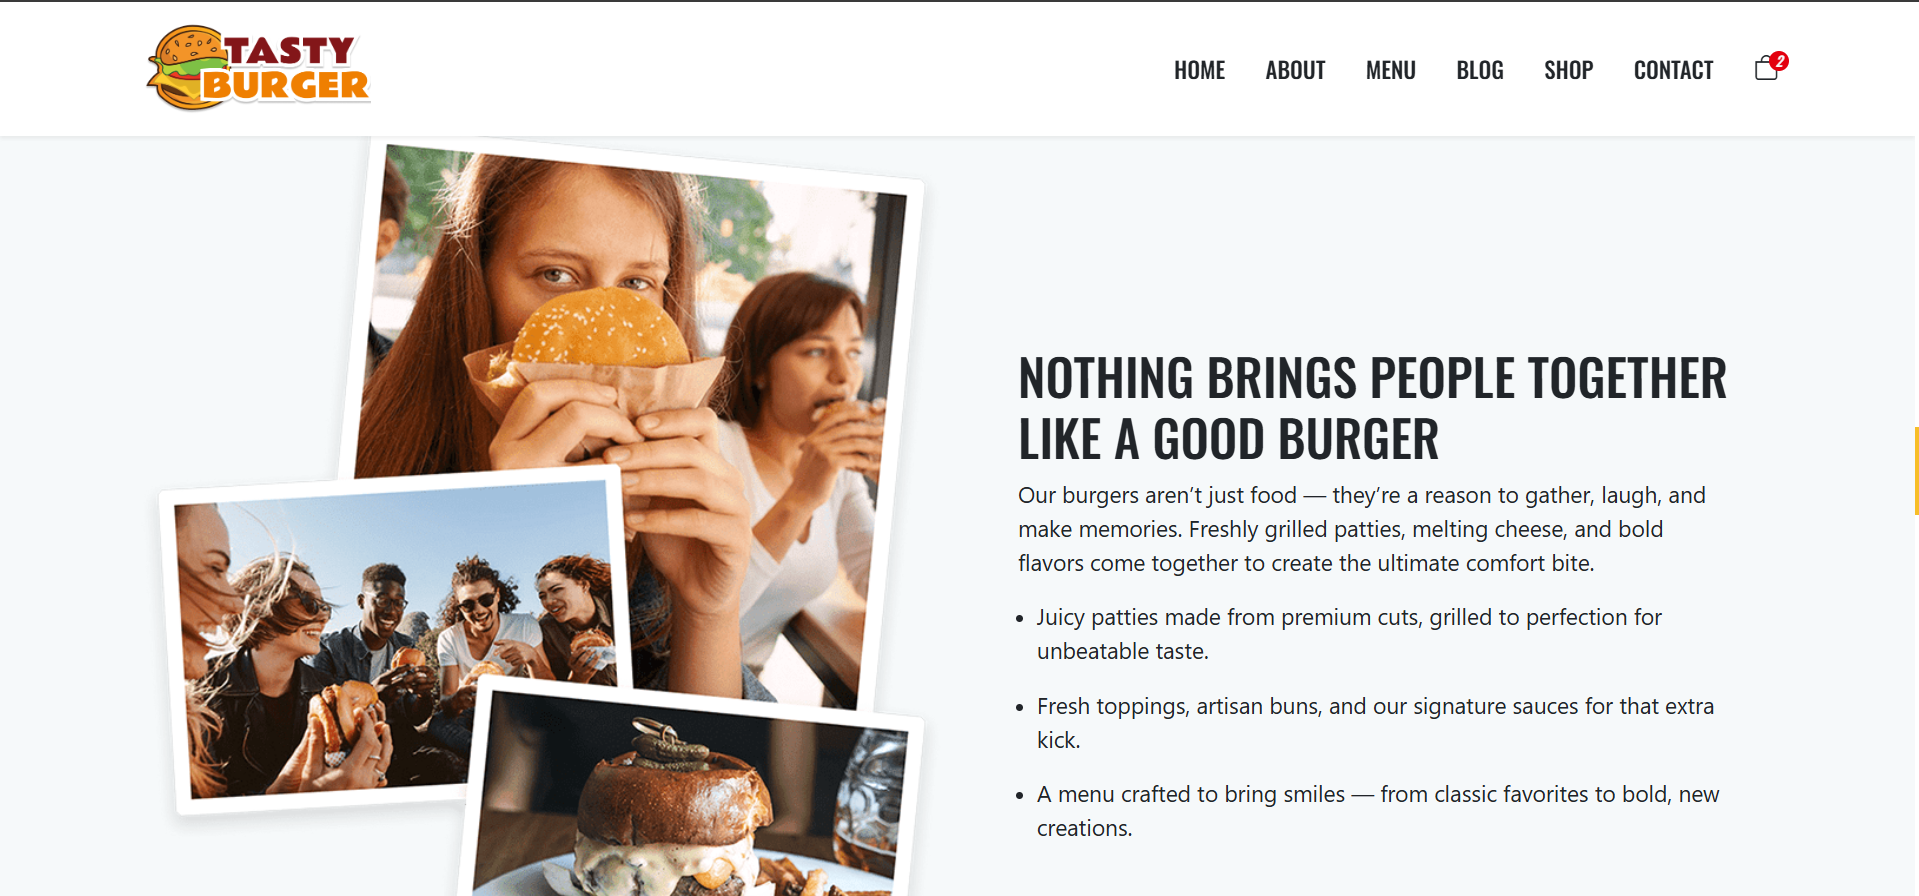 TASTY
BURGER
HOME ABOUT MENU BLOG SHOP CONTACT 2
NOTHING BRINGS PEOPLE TOGETHER
LIKE A GOOD BURGER
Our burgers aren’t just food — they’re a reason to gather, laugh, and
make memories. Freshly grilled patties, melting cheese, and bold
flavors come together to create the ultimate comfort bite.
• Juicy patties made from premium cuts, grilled to perfection for
unbeatable taste.
• Fresh toppings, artisan buns, and our signature sauces for that extra
kick.
• A menu crafted to bring smiles — from classic favorites to bold, new
creations.